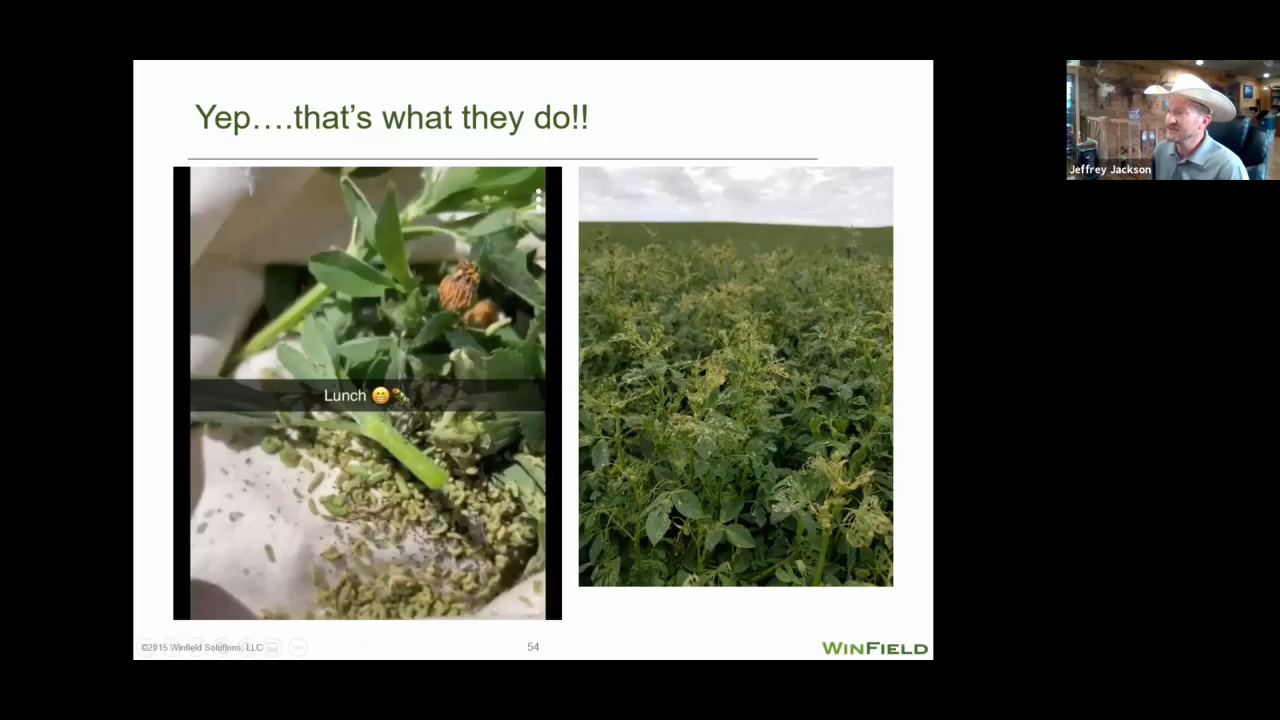 Yep….that’s what they do!!
Jeffrey Jackson
Lunch 😁🐛
©2015 Winfield Solutions, LLC
54
WINFIELD